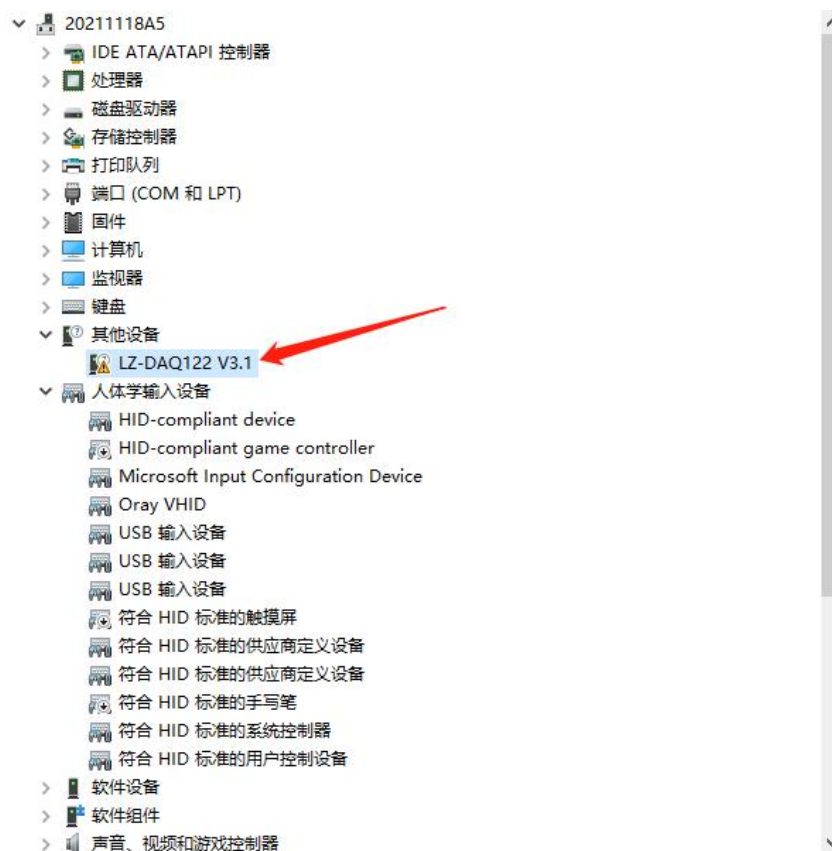 20211118A5
IDE ATA/ATAPI 控制器
处理器
磁盘驱动器
存储控制器
打印队列
端口 (COM 和 LPT)
固件
计算机
监视器
键盘
其他设备
LZ-DAQ122 V3.1
人体学输入设备
HID-compliant device
HID-compliant game controller
Microsoft Input Configuration Device
Oray VHID
USB 输入设备
USB 输入设备
USB 输入设备
符合 HID 标准的触摸屏
符合 HID 标准的供应商定义设备
符合 HID 标准的供应商定义设备
符合 HID 标准的手写笔
符合 HID 标准的系统控制器
符合 HID 标准的用户控制设备
软件设备
软件组件
声音、视频和游戏控制器